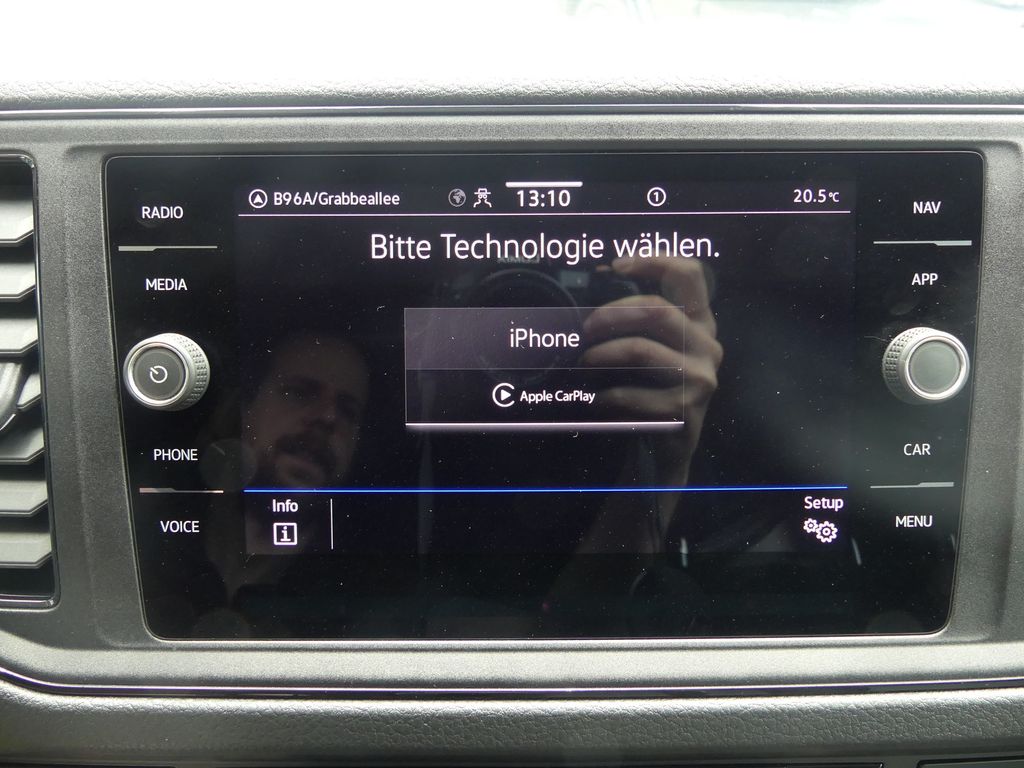 B96A/Grabbeallee
13:10
1
20.5°C
RADIO
NAV
Bitte Technologie wählen.
MEDIA
APP
iPhone
Apple CarPlay
PHONE
CAR
Info
Setup
VOICE
MENU